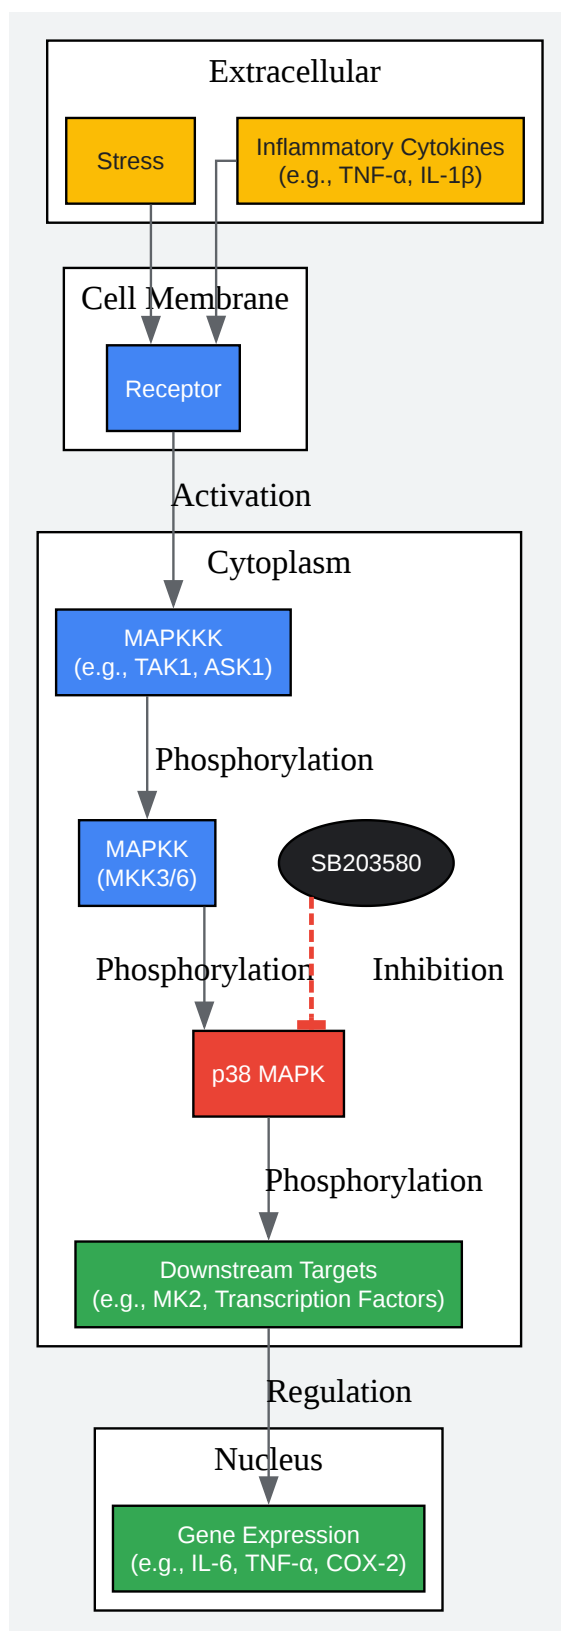 Extracellular
Stress
Inflammatory Cytokines
(e.g., TNF-α, IL-1β)
Cell Membrane
Receptor
Activation
Cytoplasm
MAPKKK
(e.g., TAK1, ASK1)
Phosphorylation
MAPKK
(MKK3/6)
SB203580
Phosphorylation
Inhibition
p38 MAPK
Phosphorylation
Downstream Targets
(e.g., MK2, Transcription Factors)
Regulation
Nucleus
Gene Expression
(e.g., IL-6, TNF-α, COX-2)